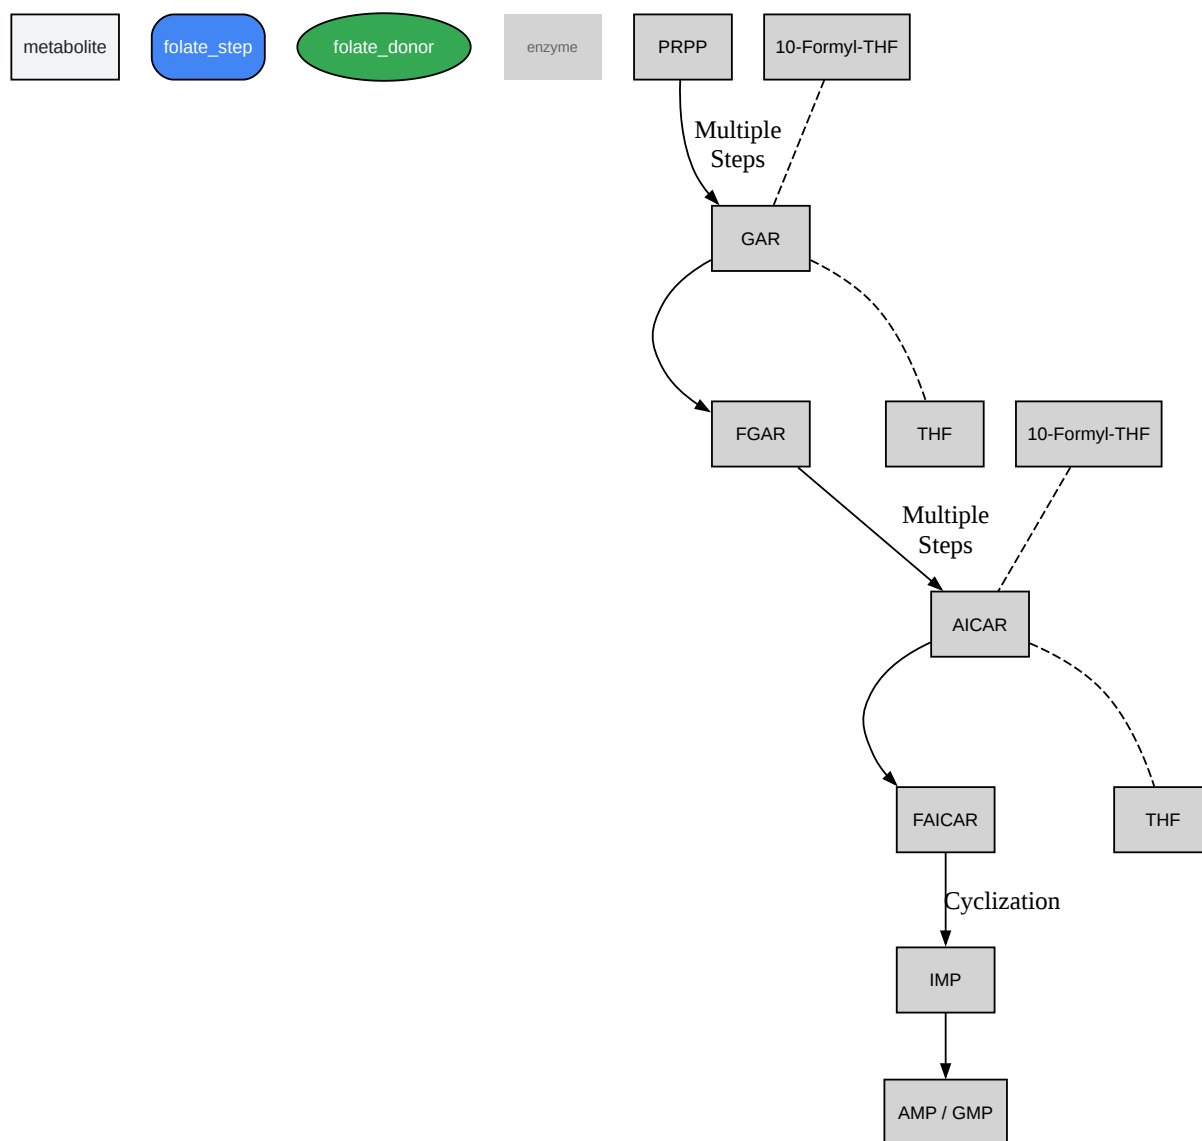 metabolite
folate_step
folate_donor
enzyme
PRPP
10-Formyl-THF
Multiple
Steps
GAR
FGAR
THF
10-Formyl-THF
Multiple
Steps
AICAR
FAICAR
THF
Cyclization
IMP
AMP / GMP